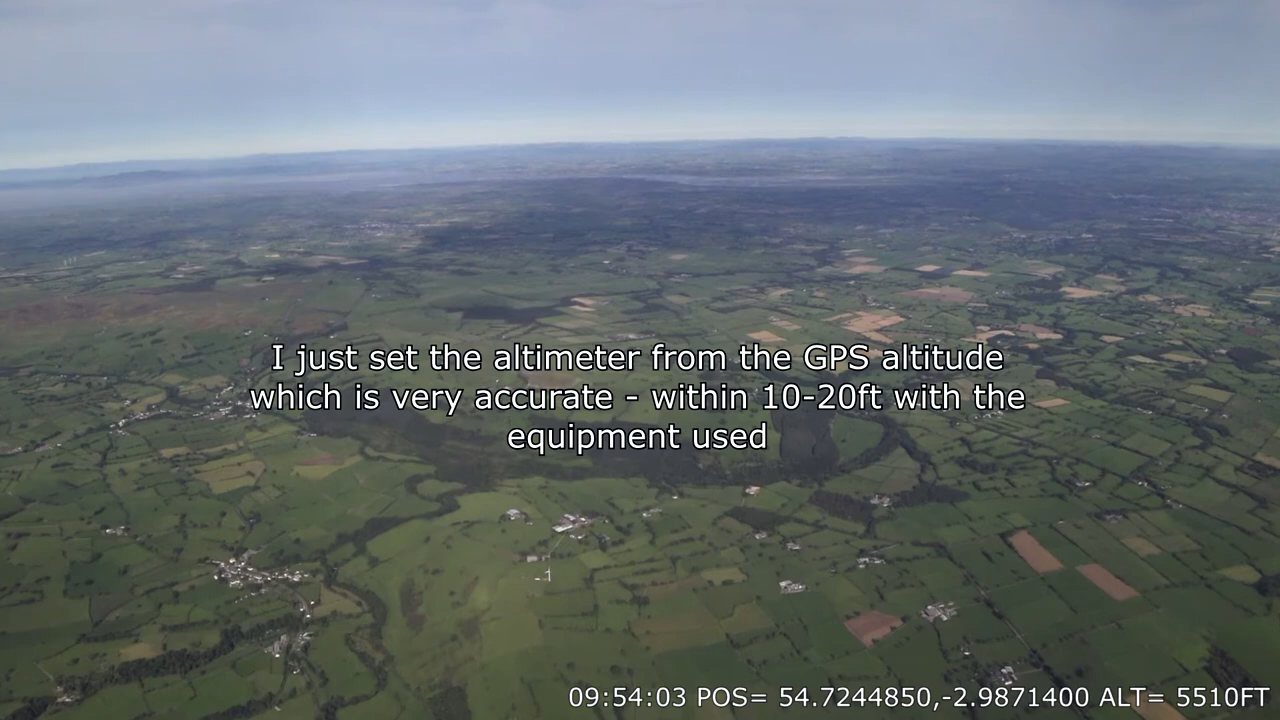 I just set the altimeter from the GPS altitude
which is very accurate - within 10-20ft with the
equipment used
09:54:03 POS= 54.7244850,-2.9871400 ALT= 5510FT